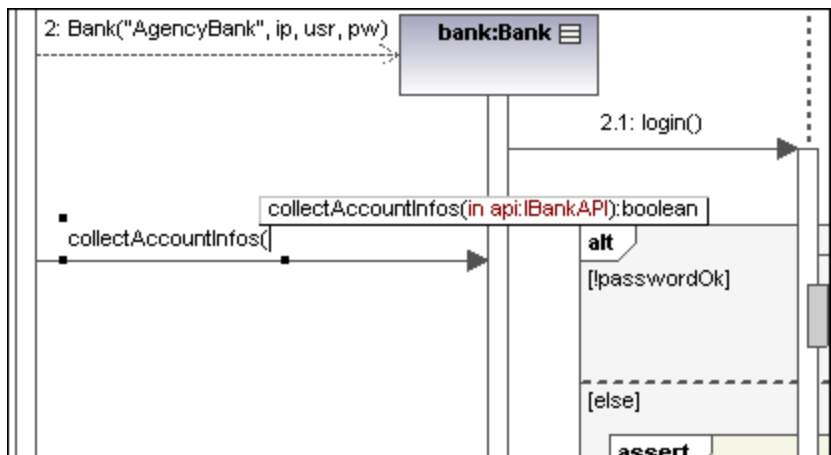 2: Bank("AgencyBank", ip, usr, pw)
bank:Bank
2.1: login()
collectAccountInfos(in api:IBankAPI):boolean
collectAccountInfos(
alt
[!passwordOk]
[else]
assert